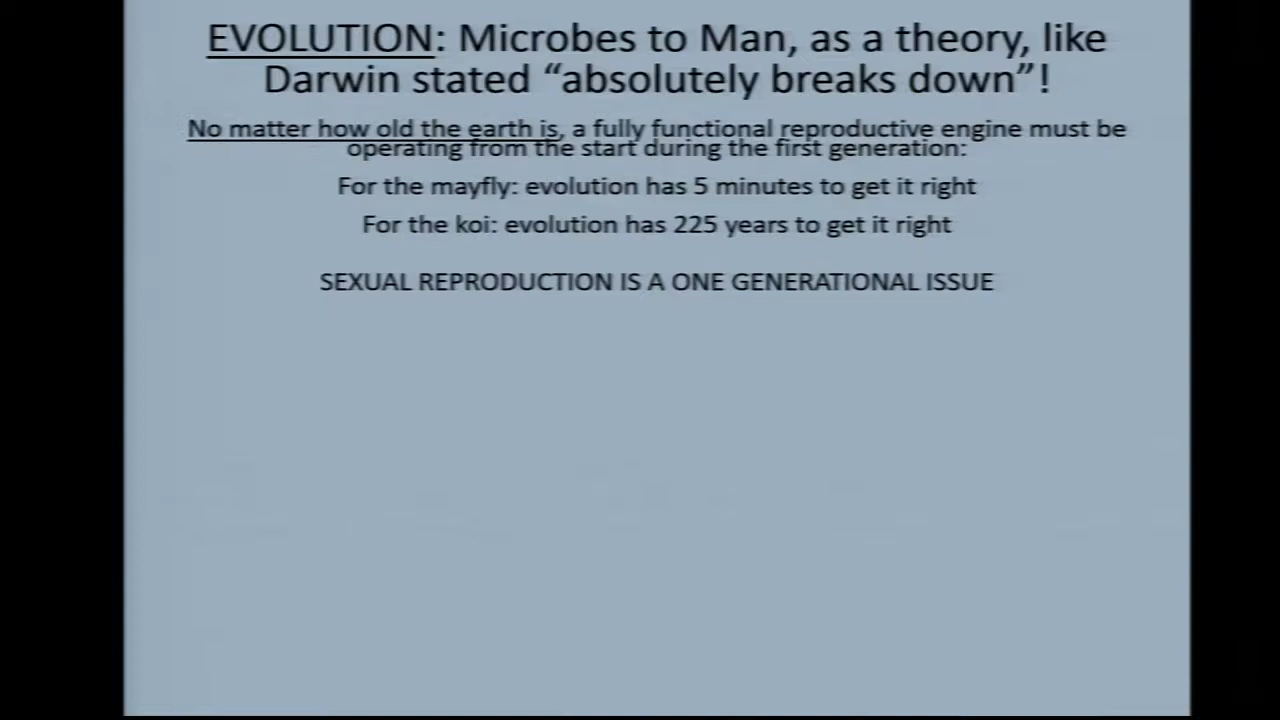 EVOLUTION: Microbes to Man, as a theory, like
Darwin stated “absolutely breaks down”!
No matter how old the earth is, a fully functional reproductive engine must be
operating from the start during the first generation:
For the mayfly: evolution has 5 minutes to get it right
For the koi: evolution has 225 years to get it right
SEXUAL REPRODUCTION IS A ONE GENERATIONAL ISSUE